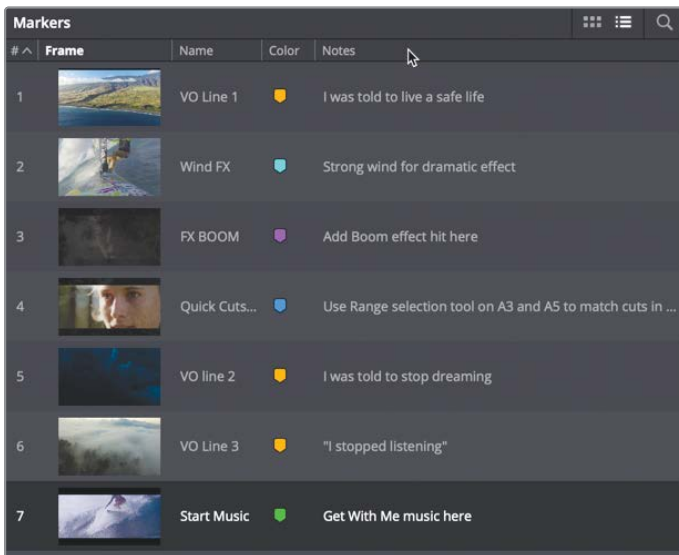 Markers
# Frame Name Color Notes
1 VO Line 1 I was told to live a safe life
2 Wind FX Strong wind for dramatic effect
3 FX BOOM Add Boom effect hit here
4 Quick Cuts... Use Range selection tool on A3 and A5 to match cuts in ...
5 VO line 2 I was told to stop dreaming
6 VO Line 3 "I stopped listening"
7 Start Music Get With Me music here